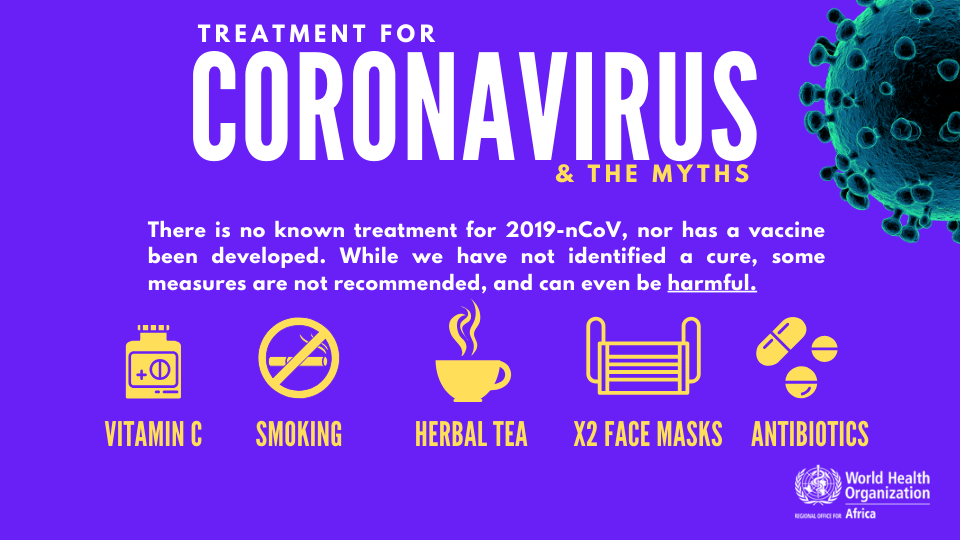 TREATMENT FOR
CORONAVIRUS
& THE MYTHS
There is no known treatment for 2019-nCoV, nor has a vaccine
been developed. While we have not identified a cure, some
measures are not recommended, and can even be harmful.
VITAMIN C
SMOKING
HERBAL TEA
X2 FACE MASKS
ANTIBIOTICS
World Health
Organization
REGIONAL OFFICE FOR Africa